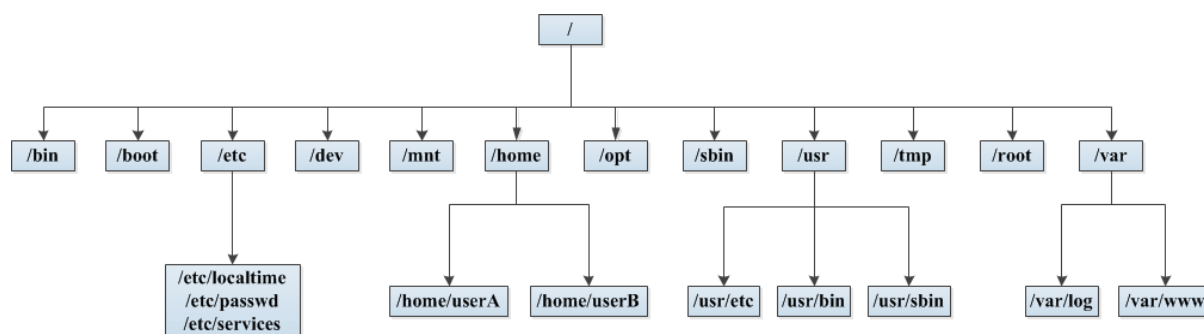 /
/bin
/boot
/etc
/dev
/mnt
/home
/opt
/sbin
/usr
/tmp
/root
/var
/etc/localtime
/etc/passwd
/etc/services
/home/userA
/home/userB
/usr/etc
/usr/bin
/usr/sbin
/var/log
/var/www